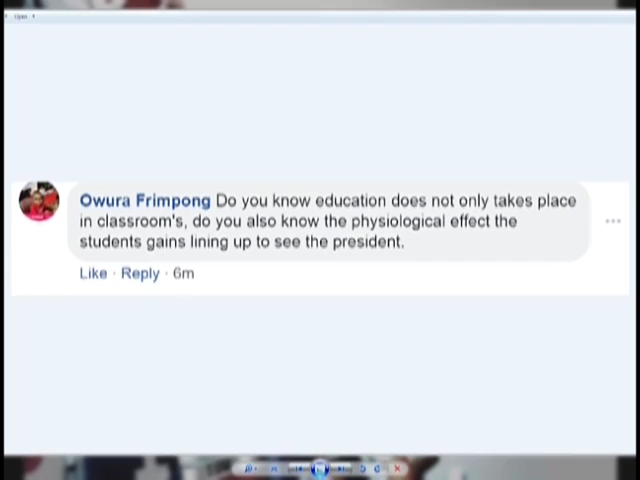 Open
Owura Frimpong Do you know education does not only takes place
in classroom's, do you also know the physiological effect the
students gains lining up to see the president.
Like · Reply · 6m